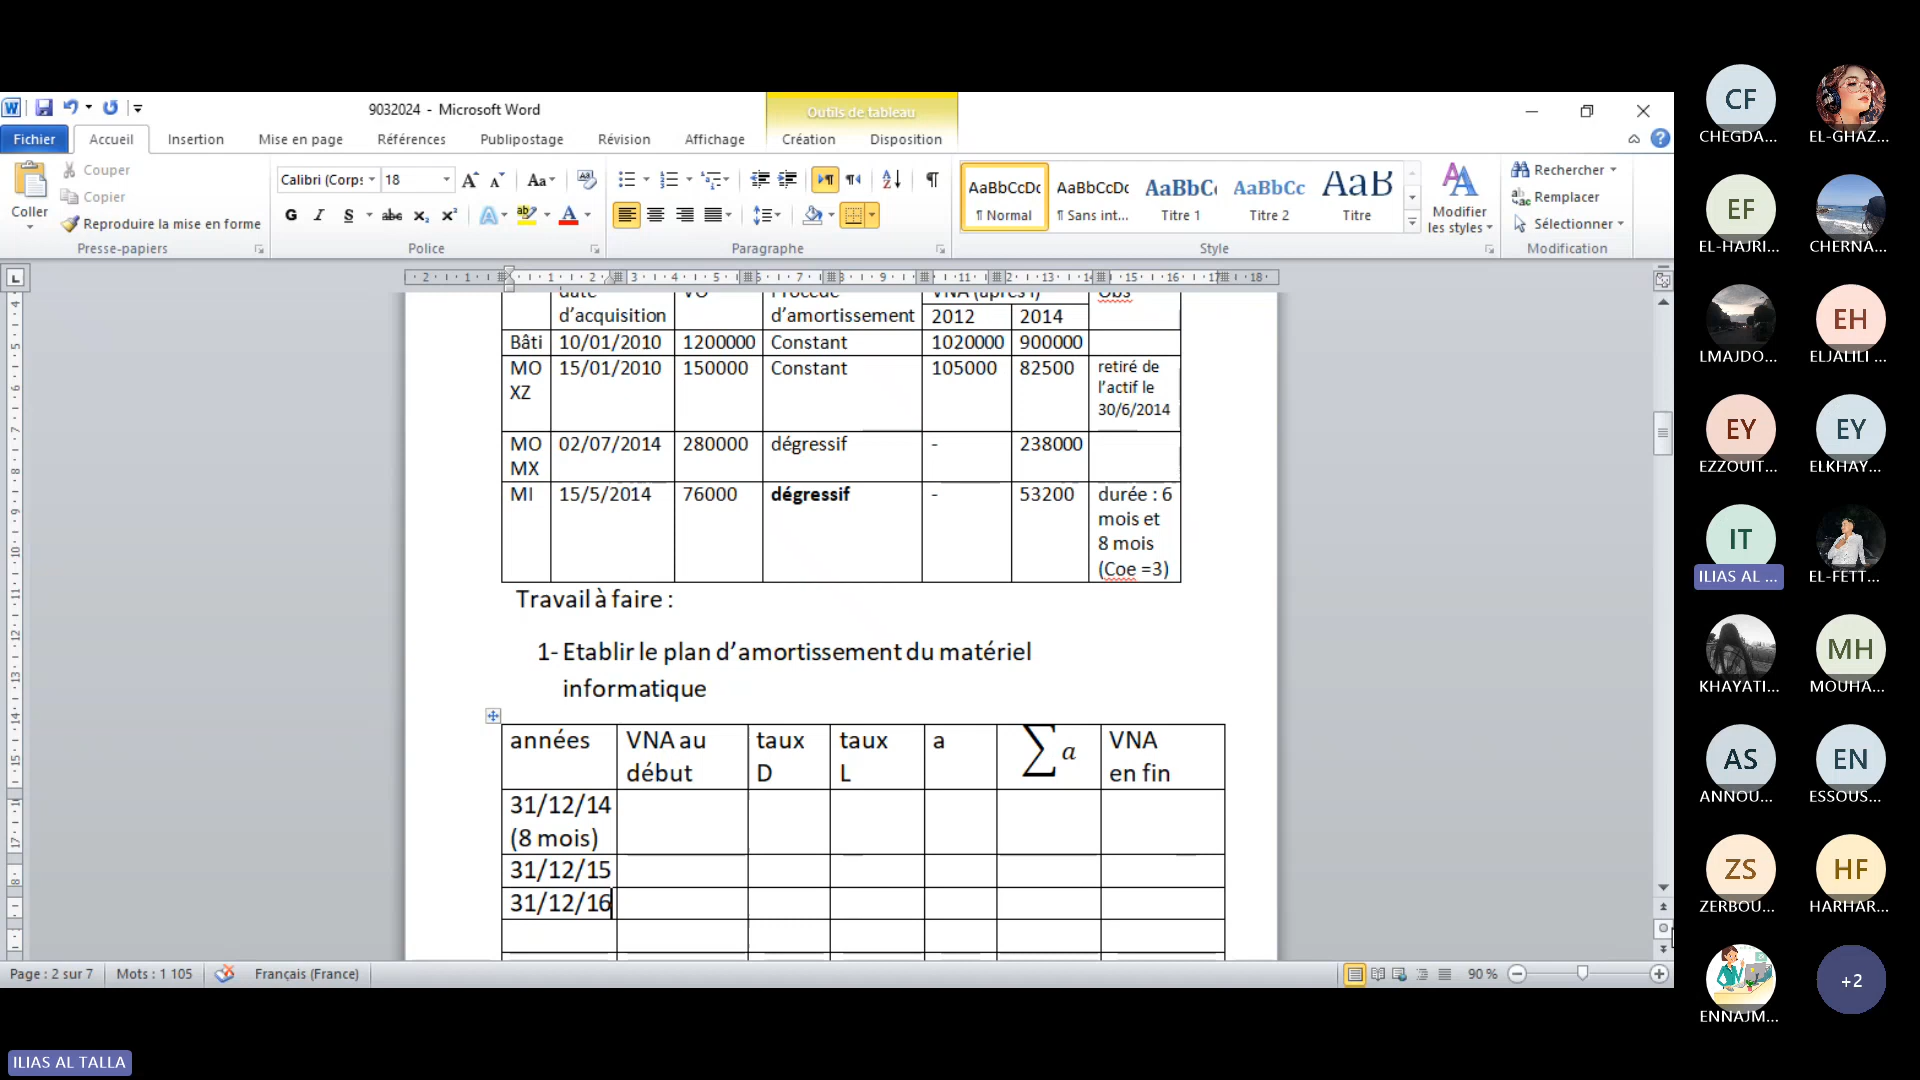 9032024 - Microsoft Word
Outils de tableau
Fichier Accueil Insertion Mise en page Références Publipostage Révision Affichage Création Disposition
Coller
Couper
Copier
Reproduire la mise en forme
Presse-papiers
Calibri (Corps 18
G I S abc
Police
Paragraphe
AaBbCcDc AaBbCcDc AaBbC AaBbCc AaB
¶ Normal ¶ Sans int... Titre 1 Titre 2 Titre
Modifier
les styles
Style
Rechercher
Remplacer
Sélectionner
Modification
date
d'acquisition
VO
Procédé
d'amortissement
VNA (après i)
2012 2014
Obs
Bâti 10/01/2010 1200000 Constant 1020000 900000
MO
XZ
15/01/2010 150000 Constant 105000 82500
retiré de
l'actif le
30/6/2014
MO
MX
02/07/2014 280000 dégressif - 238000
MI 15/5/2014 76000 dégressif - 53200
durée : 6
mois et
8 mois
(Coe =3)
Travail à faire :
1- Etablir le plan d'amortissement du matériel
informatique
années
VNA au
début
taux
D
taux
L
a
∑a
VNA
en fin
31/12/14
(8 mois)
31/12/15
31/12/16
Page : 2 sur 7 Mots : 1 105 Français (France) 90 %
CF
CHEGDA...
EL-GHAZ...
EF
EL-HAJRI...
CHERNA...
LMAJDO...
EH
ELJALILI ...
EY
EZZOUIT...
EY
ELKHAY...
IT
ILIAS AL ...
EL-FETT...
KHAYATI...
MH
MOUHA...
AS
ANNOU...
EN
ESSOUS...
ZS
ZERBOU...
HF
HARHAR...
ENNAJM...
+2
ILIAS AL TALLA